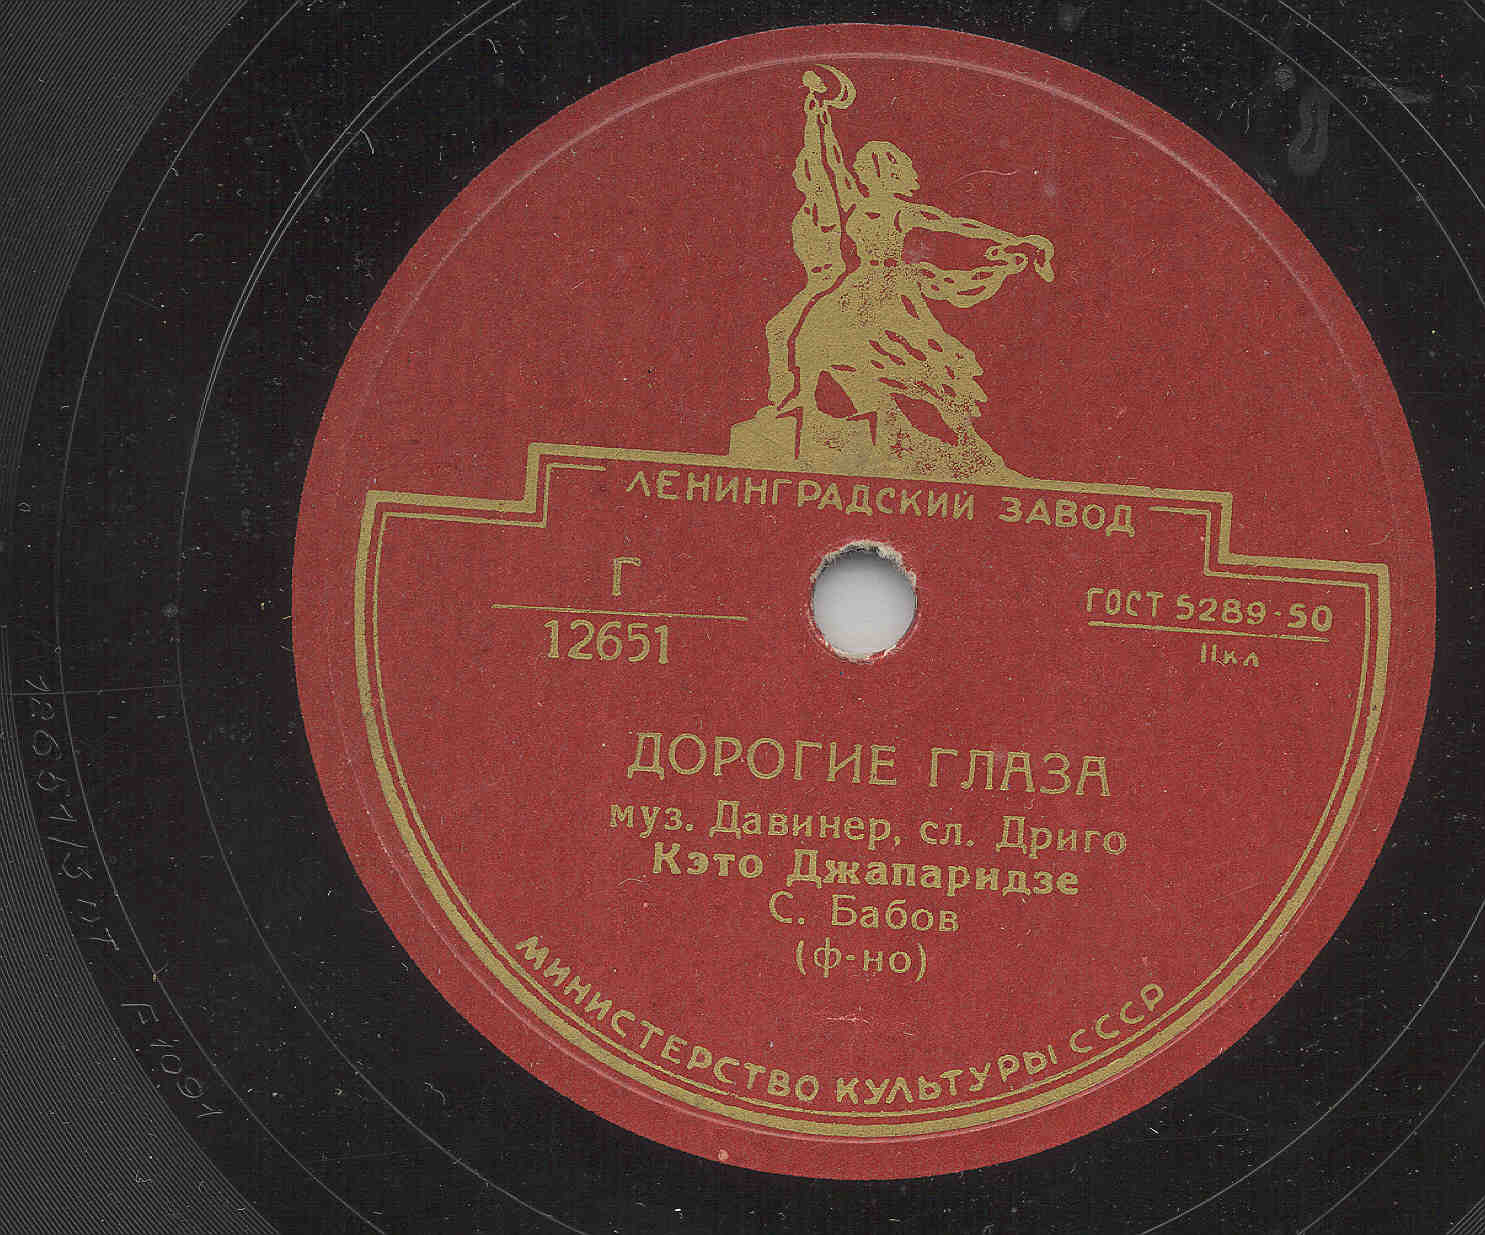 ЛЕНИНГРАДСКИЙ ЗАВОД
Г
12651
ГОСТ 5289-50
II кл
ДОРОГИЕ ГЛАЗА
муз. Давинер, сл. Дриго
Кэто Джапаридзе
С. Бабов
(ф-но)
МИНИСТЕРСТВО КУЛЬТУРЫ СССР